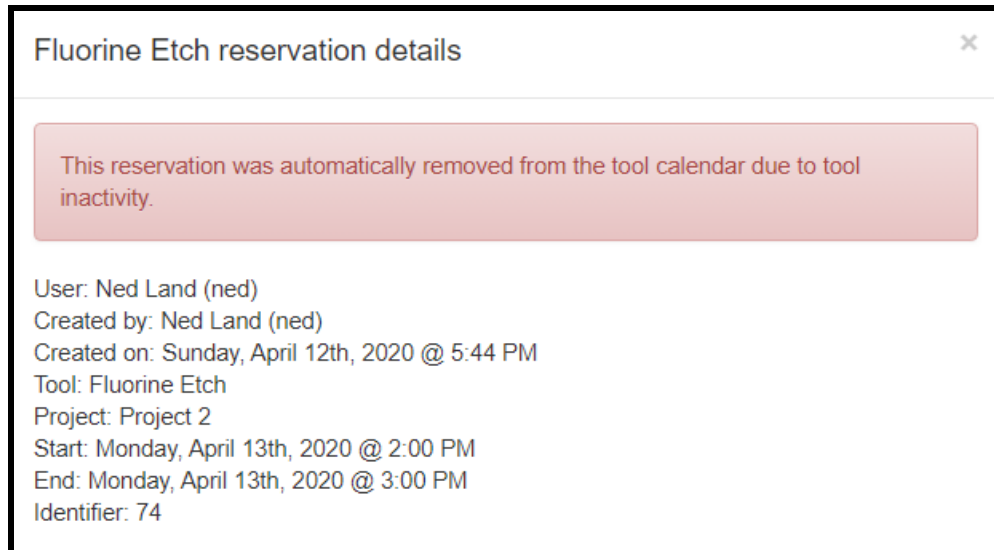 Fluorine Etch reservation details
×
This reservation was automatically removed from the tool calendar due to tool
inactivity.
User: Ned Land (ned)
Created by: Ned Land (ned)
Created on: Sunday, April 12th, 2020 @ 5:44 PM
Tool: Fluorine Etch
Project: Project 2
Start: Monday, April 13th, 2020 @ 2:00 PM
End: Monday, April 13th, 2020 @ 3:00 PM
Identifier: 74